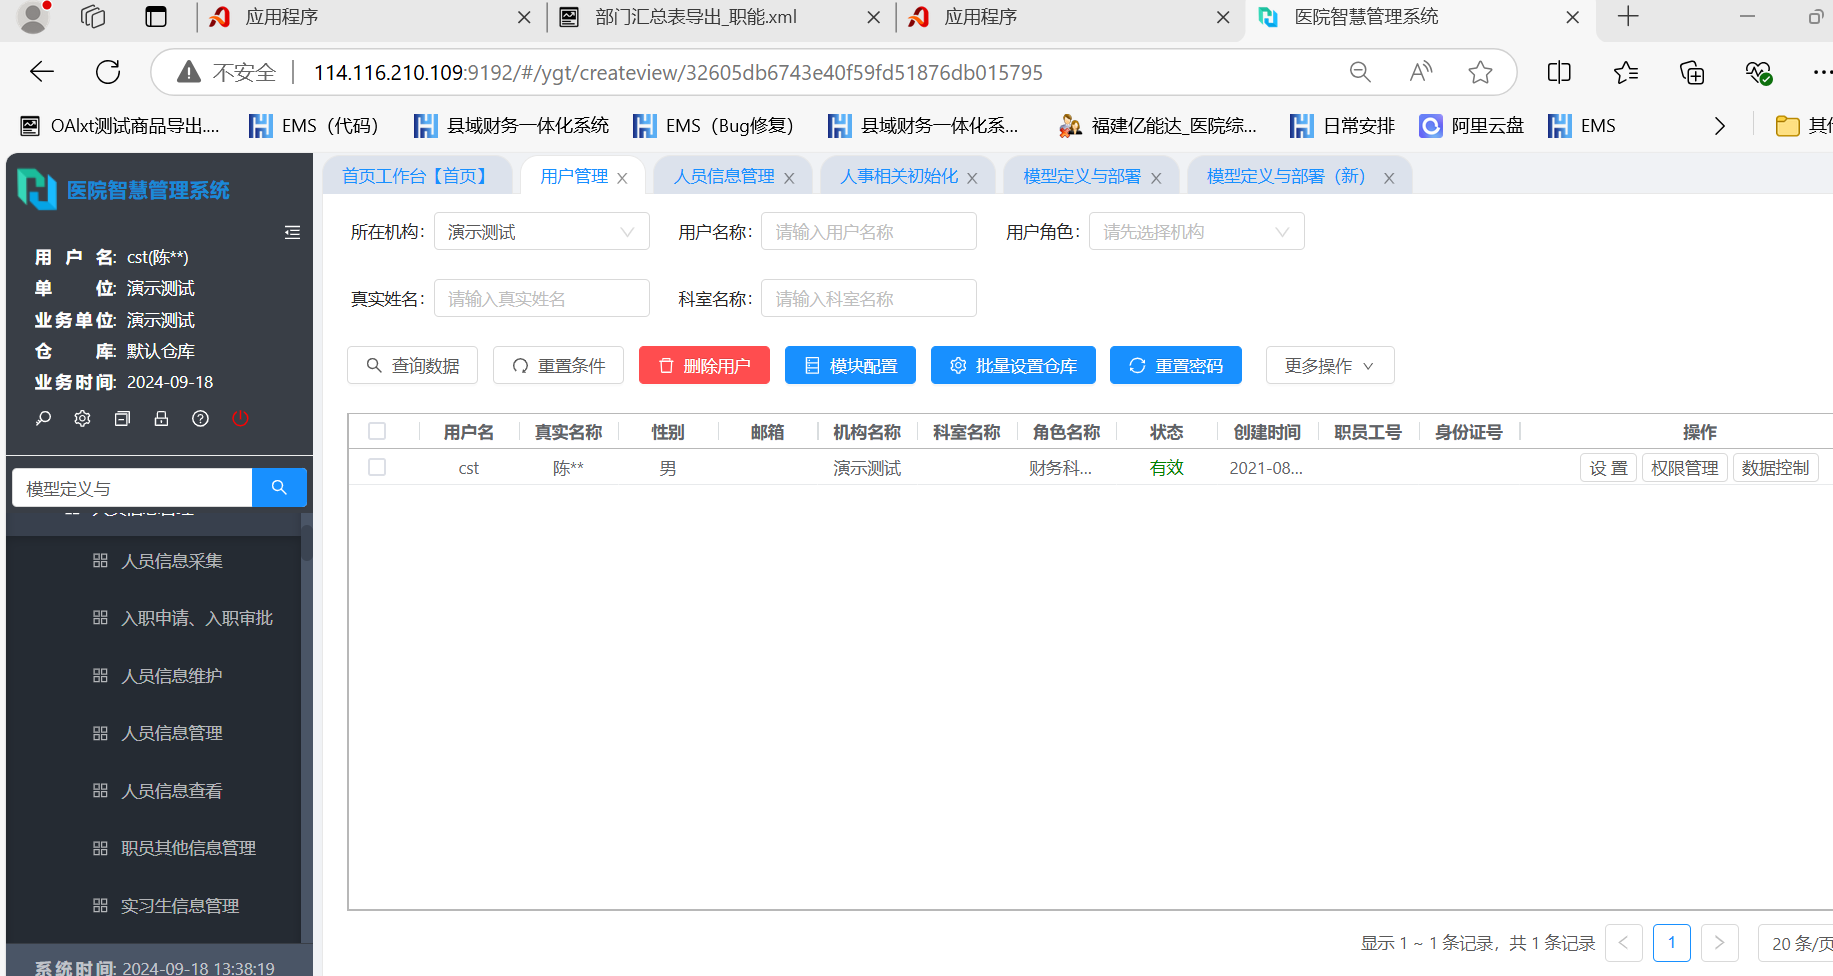 应用程序
部门汇总表导出_职能.xml
应用程序
医院智慧管理系统
不安全
114.116.210.109:9192/#/ygt/createview/32605db6743e40f59fd51876db015795
OAlxt测试商品导出....
EMS（代码）
县域财务一体化系统
EMS（Bug修复）
县域财务一体化系...
福建亿能达_医院综...
日常安排
阿里云盘
EMS
医院智慧管理系统
用 户 名: cst(陈**)
单 位: 演示测试
业务单位: 演示测试
仓 库: 默认仓库
业务时间: 2024-09-18
模型定义与
人员信息采集
入职申请、入职审批
人员信息维护
人员信息管理
人员信息查看
职员其他信息管理
实习生信息管理
系统时间: 2024-09-18 13:38:19
首页工作台【首页】
用户管理
人员信息管理
人事相关初始化
模型定义与部署
模型定义与部署（新）
所在机构: 演示测试
用户名称: 请输入用户名称
用户角色: 请先选择机构
真实姓名: 请输入真实姓名
科室名称: 请输入科室名称
查询数据
重置条件
删除用户
模块配置
批量设置仓库
重置密码
更多操作
用户名 真实名称 性别 邮箱 机构名称 科室名称 角色名称 状态 创建时间 职员工号 身份证号 操作
cst 陈** 男 演示测试 财务科... 有效 2021-08... 设 置 权限管理 数据控制
显示 1 ~ 1 条记录，共 1 条记录
1
20 条/页